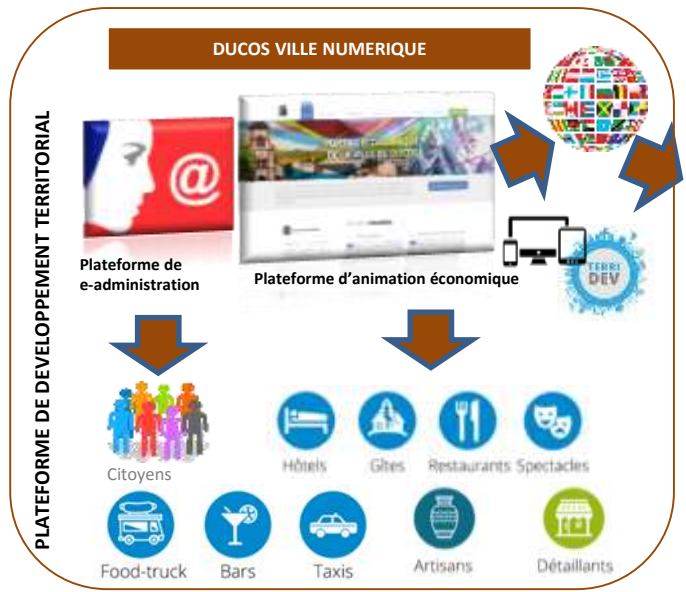 DUCOS VILLE NUMERIQUE
PLATEFORME DE DEVELOPPEMENT TERRITORIAL
@
Plateforme de
e-administration
Plateforme d’animation économique
TERRI
DEV
Citoyens
Hôtels
Gîtes
Restaurants
Spectacles
Food-truck
Bars
Taxis
Artisans
Détaillants